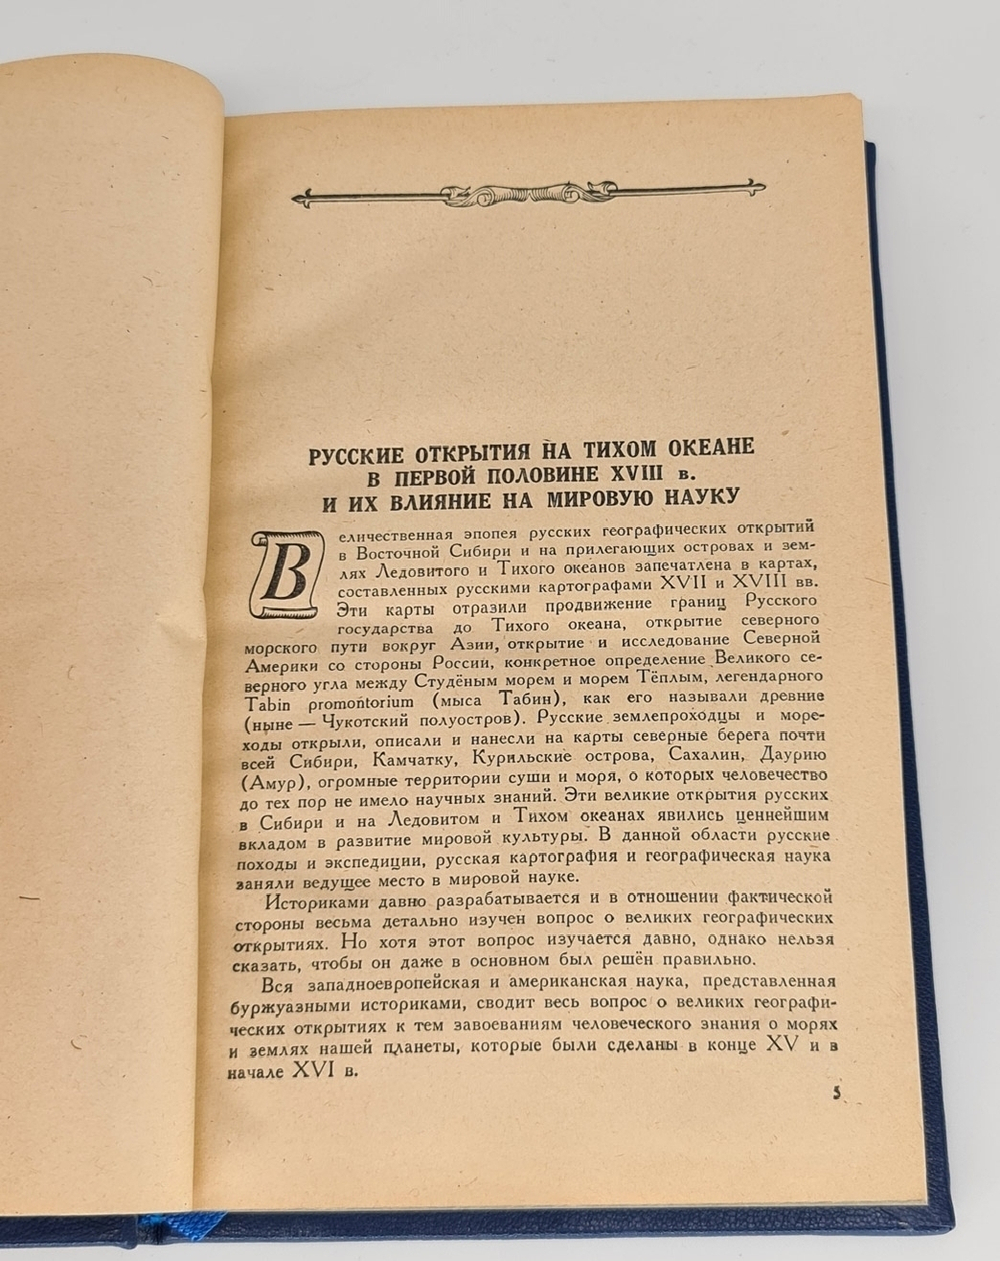 РУССКИЕ ОТКРЫТИЯ НА ТИХОМ ОКЕАНЕ
В ПЕРВОЙ ПОЛОВИНЕ XVIII в.
И ИХ ВЛИЯНИЕ НА МИРОВУЮ НАУКУ
Величественная эпопея русских географических открытий
в Восточной Сибири и на прилегающих островах и зем-
лях Ледовитого и Тихого океанов запечатлена в картах,
составленных русскими картографами XVII и XVIII вв.
Эти карты отразили продвижение границ Русского
государства до Тихого океана, открытие северного
морского пути вокруг Азии, открытие и исследование Северной
Америки со стороны России, конкретное определение Великого се-
верного угла между Студёным морем и морем Тёплым, легендарного
Tabin promontorium (мыса Табин), как его называли древние
(ныне — Чукотский полуостров). Русские землепроходцы и море-
ходы открыли, описали и нанесли на карты северные берега почти
всей Сибири, Камчатку, Курильские острова, Сахалин, Даурию
(Амур), огромные территории суши и моря, о которых человечество
до тех пор не имело научных знаний. Эти великие открытия русских
в Сибири и на Ледовитом и Тихом океанах явились ценнейшим
вкладом в развитие мировой культуры. В данной области русские
походы и экспедиции, русская картография и географическая наука
заняли ведущее место в мировой науке.
Историками давно разрабатывается и в отношении фактической
стороны весьма детально изучен вопрос о великих географических
открытиях. Но хотя этот вопрос изучается давно, однако нельзя
сказать, чтобы он даже в основном был решён правильно.
Вся западноевропейская и американская наука, представленная
буржуазными историками, сводит весь вопрос о великих географи-
ческих открытиях к тем завоеваниям человеческого знания о морях
и землях нашей планеты, которые были сделаны в конце XV и в
начале XVI в.
5